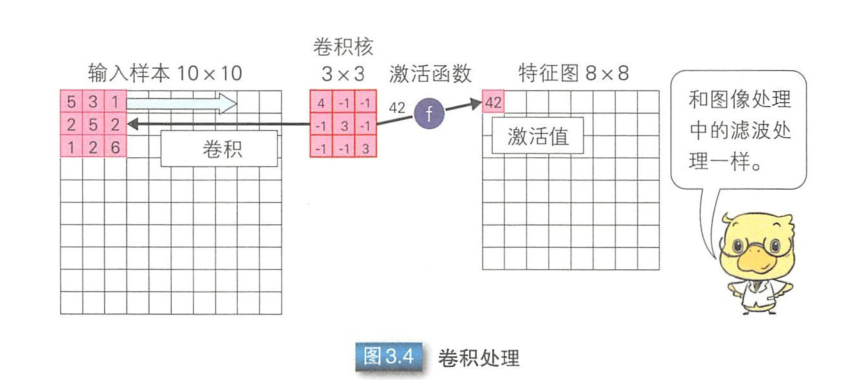 卷积核
输入样本 10×10
3×3
激活函数
特征图 8×8
5 3 1
2 5 2
1 2 6
卷积
4 -1 -1
-1 3 -1
-1 -1 3
42
f
42
激活值
和图像处理
中的滤波处
理一样。
图3.4 卷积处理